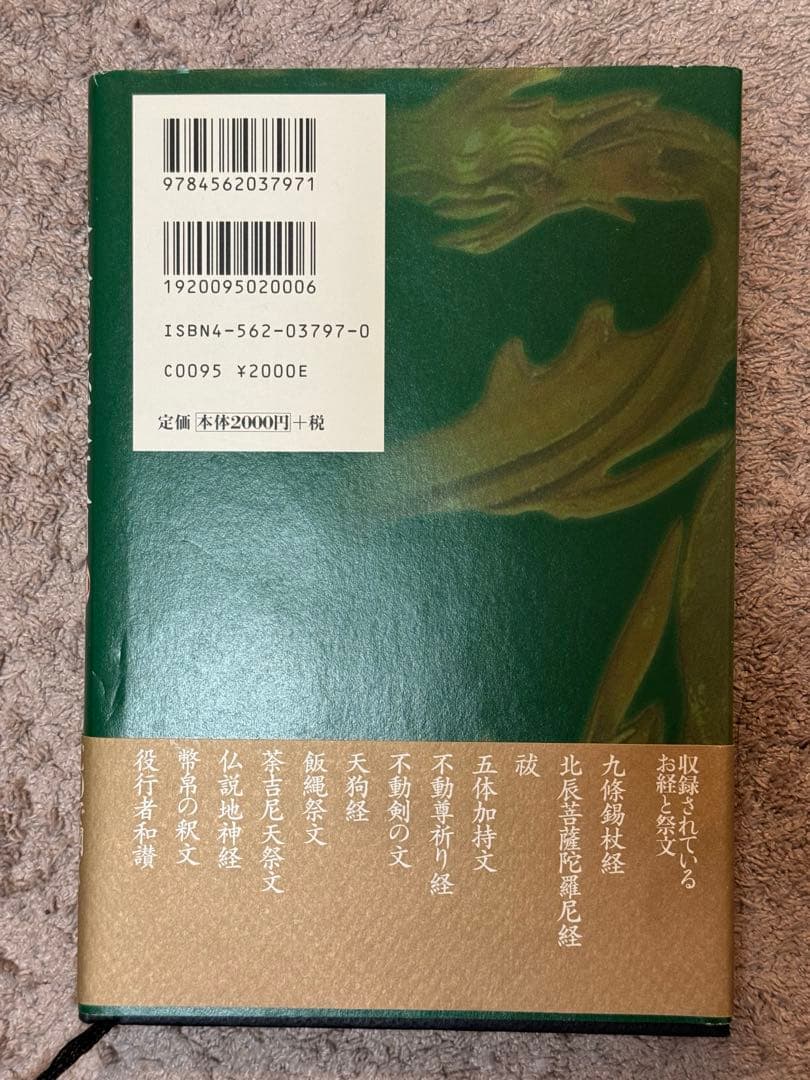 9784562037971
1920095020006
ISBN4-562-03797-0
C0095 ¥2000E
定価 本体2000円+税
収録されている
お経と祭文
九條錫杖経
北辰菩薩陀羅尼経
祓
五体加持文
不動尊祈り経
不動剣の文
天狗経
飯縄祭文
荼吉尼天祭文
仏説地神経
幣帛の釈文
役行者和讃